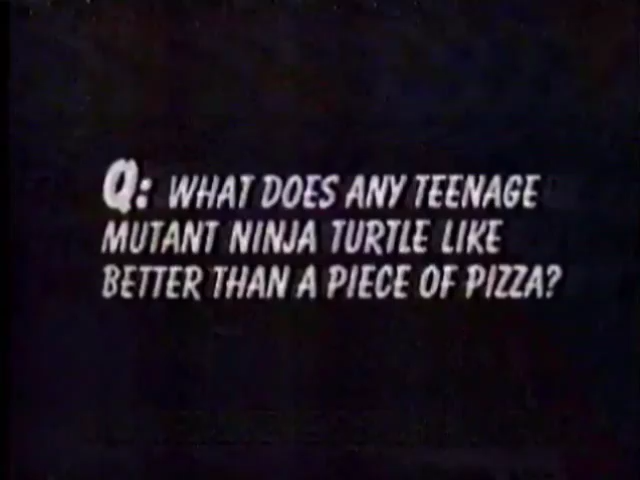 Q: WHAT DOES ANY TEENAGE
MUTANT NINJA TURTLE LIKE
BETTER THAN A PIECE OF PIZZA?